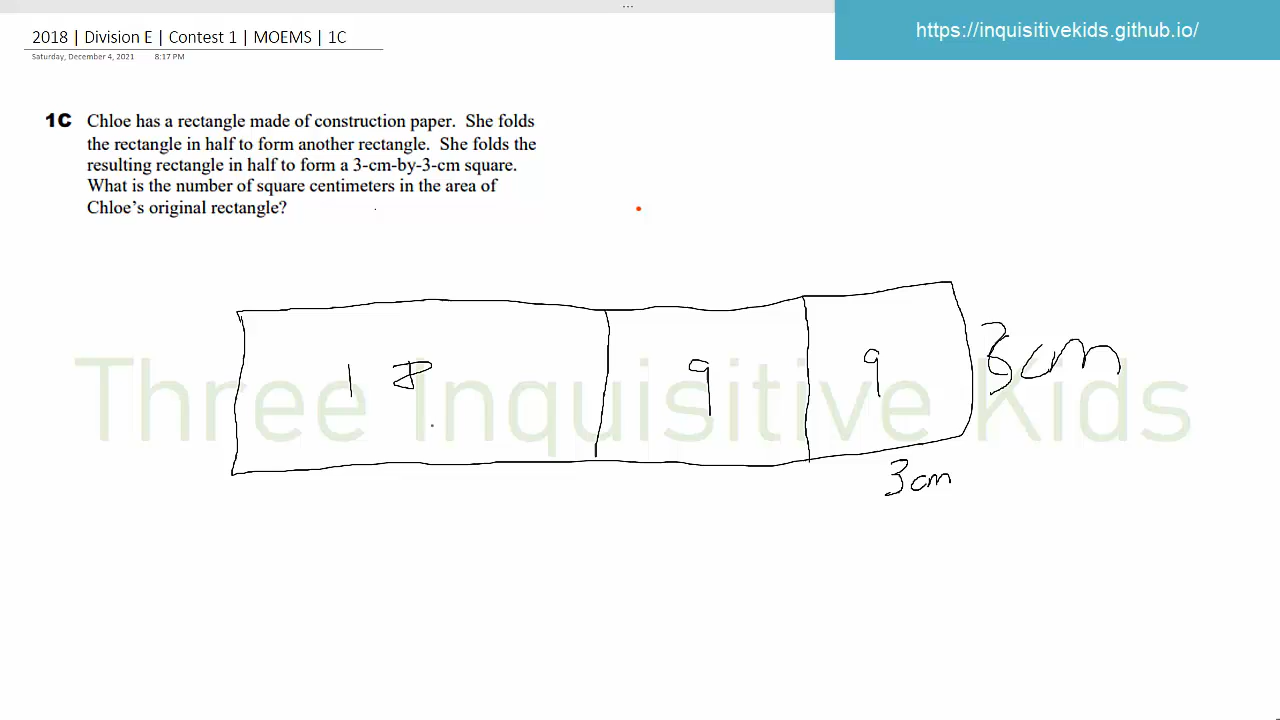 https://inquisitivekids.github.io/
2018 | Division E | Contest 1 | MOEMS | 1C
Saturday, December 4, 2021 8:17 PM
1C Chloe has a rectangle made of construction paper. She folds
the rectangle in half to form another rectangle. She folds the
resulting rectangle in half to form a 3-cm-by-3-cm square.
What is the number of square centimeters in the area of
Chloe's original rectangle?
18 9 9 3cm
Three Inquisitive Kids
3cm